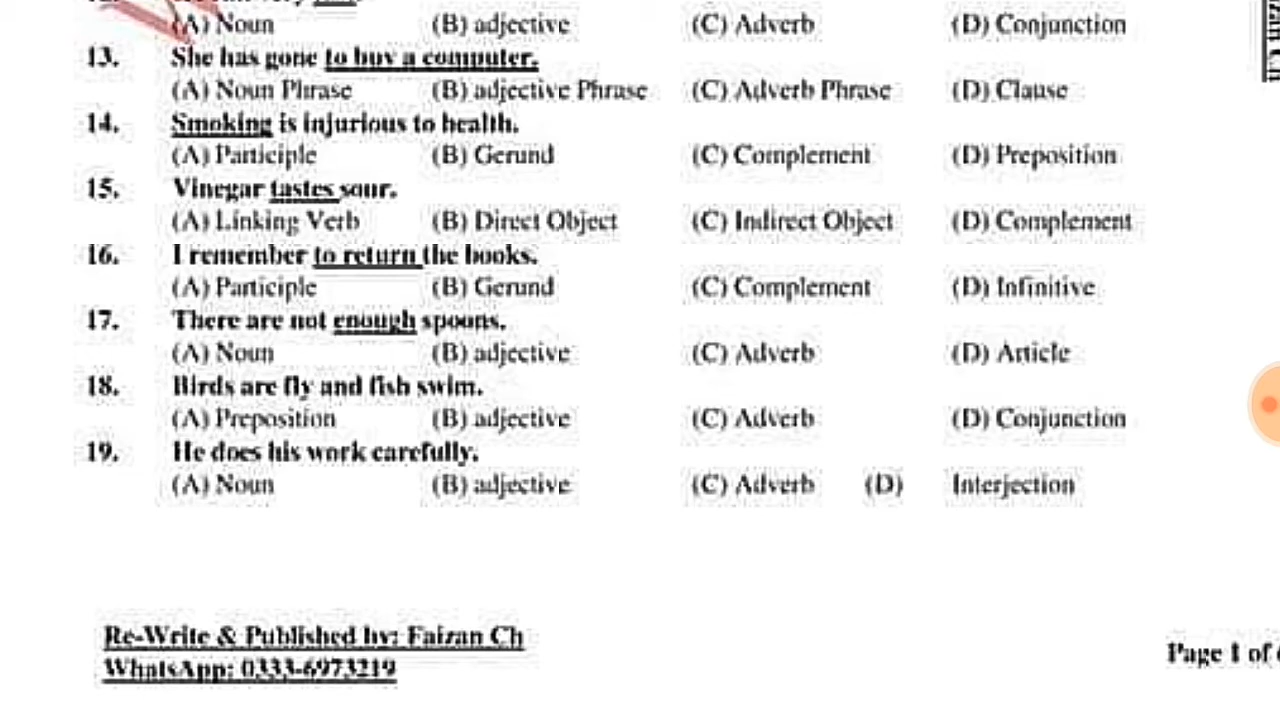 (A) Noun (B) adjective (C) Adverb (D) Conjunction
13. She has gone to buy a computer.
(A) Noun Phrase (B) adjective Phrase (C) Adverb Phrase (D) Clause
14. Smoking is injurious to health.
(A) Participle (B) Gerund (C) Complement (D) Preposition
15. Vinegar tastes sour.
(A) Linking Verb (B) Direct Object (C) Indirect Object (D) Complement
16. I remember to return the books.
(A) Participle (B) Gerund (C) Complement (D) Infinitive
17. There are not enough spoons.
(A) Noun (B) adjective (C) Adverb (D) Article
18. Birds are fly and fish swim.
(A) Preposition (B) adjective (C) Adverb (D) Conjunction
19. He does his work carefully.
(A) Noun (B) adjective (C) Adverb (D) Interjection
Re-Write & Published by: Faizan Ch
WhatsApp: 0333-6973219
Page 1 of